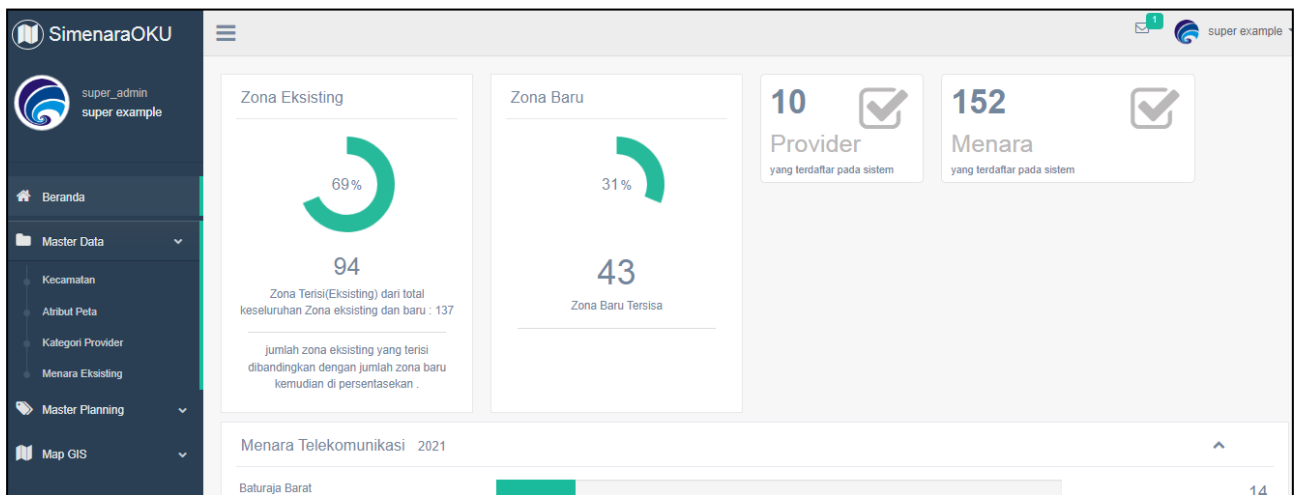 SimenaraOKU
1
super example
super_admin
super example
Beranda
Master Data
Kecamatan
Atribut Peta
Kategori Provider
Menara Eksisting
Master Planning
Map GIS
Zona Eksisting
69%
94
Zona Terisi(Eksisting) dari total
keseluruhan Zona eksisting dan baru : 137
jumlah zona eksisting yang terisi
dibandingkan dengan jumlah zona baru
kemudian di persentasekan .
Zona Baru
31%
43
Zona Baru Tersisa
10
Provider
yang terdaftar pada sistem
152
Menara
yang terdaftar pada sistem
Menara Telekomunikasi 2021
Baturaja Barat
14